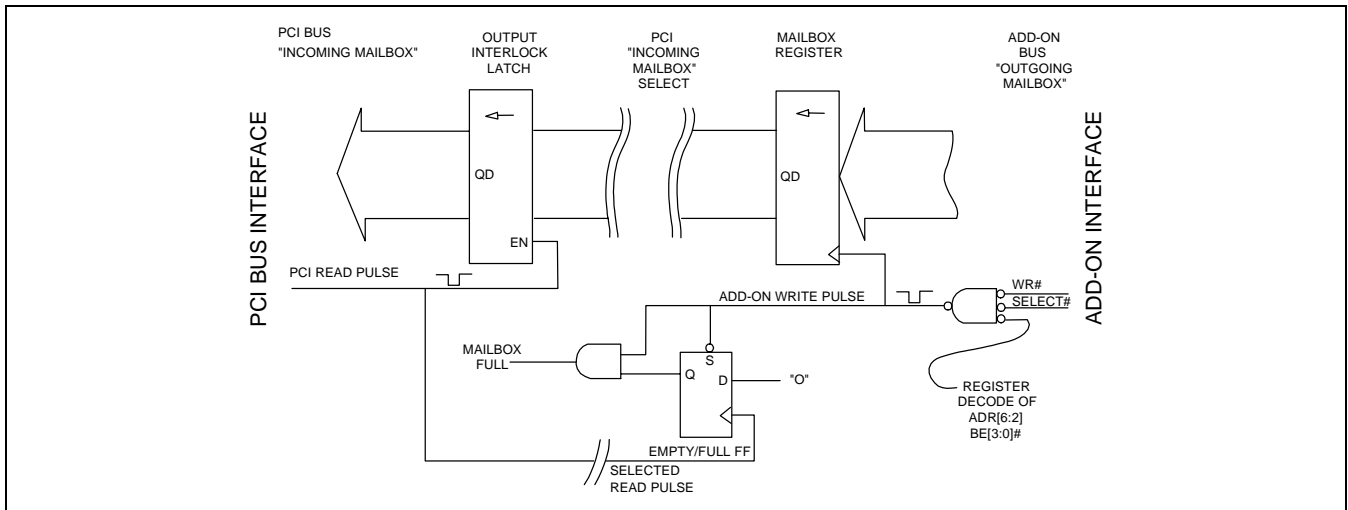 PCI BUS
"INCOMING MAILBOX"
OUTPUT
INTERLOCK
LATCH
PCI
"INCOMING
MAILBOX"
SELECT
MAILBOX
REGISTER
ADD-ON
BUS
"OUTGOING
MAILBOX"
PCI BUS INTERFACE
ADD-ON INTERFACE
QD
QD
EN
PCI READ PULSE
ADD-ON WRITE PULSE
WR#
SELECT#
MAILBOX
FULL
S
Q
D
"O"
REGISTER
DECODE OF
ADR[6:2]
BE[3:0]#
EMPTY/FULL FF
SELECTED
READ PULSE